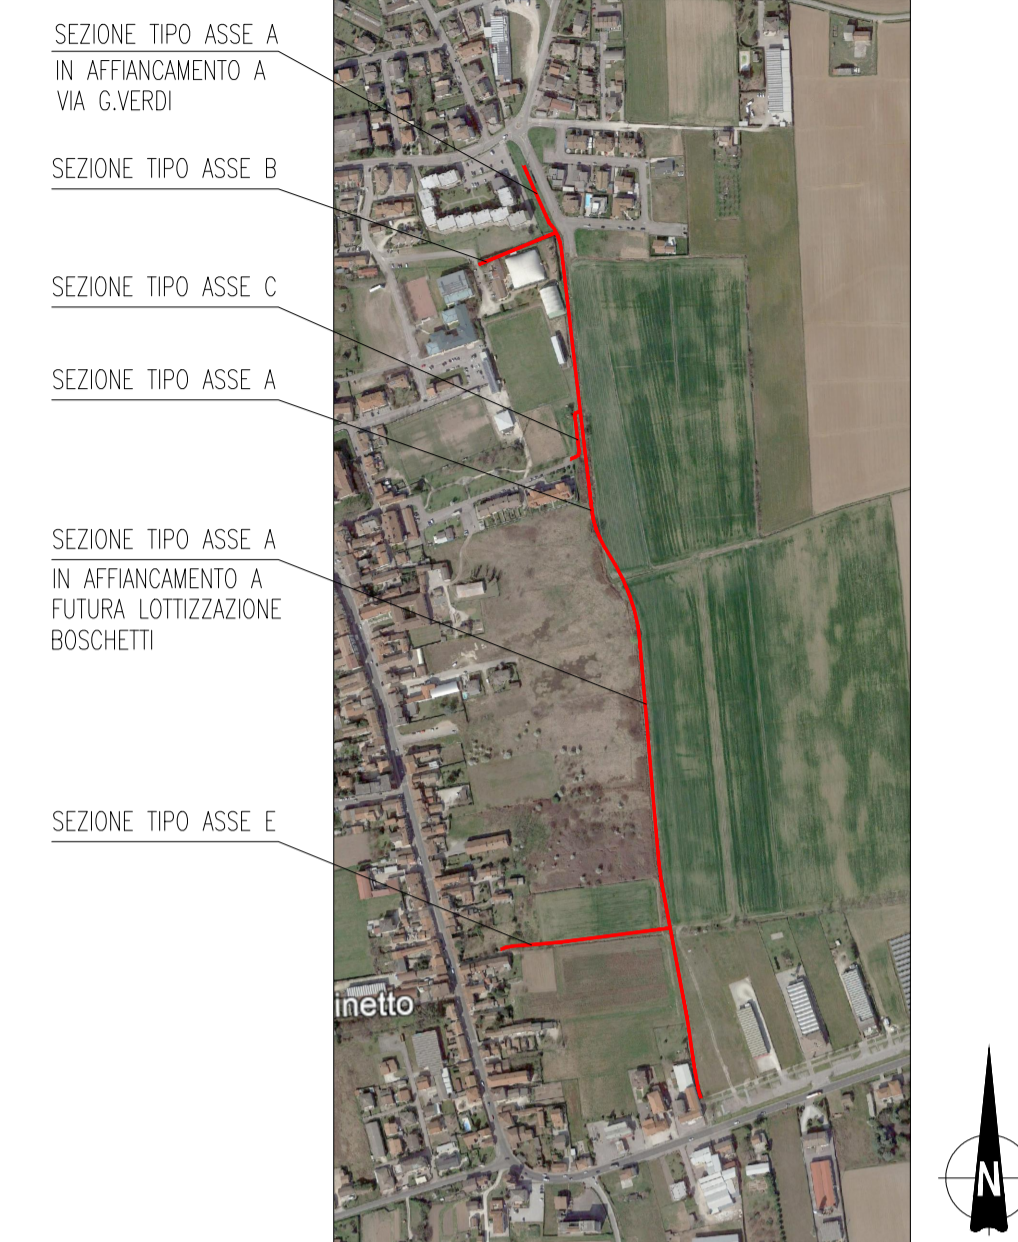 SEZIONE TIPO ASSE A
IN AFFIANCAMENTO A
VIA G.VERDI
SEZIONE TIPO ASSE B
SEZIONE TIPO ASSE C
SEZIONE TIPO ASSE A
SEZIONE TIPO ASSE A
IN AFFIANCAMENTO A
FUTURA LOTTIZZAZIONE
BOSCHETTI
SEZIONE TIPO ASSE E
inetto
N